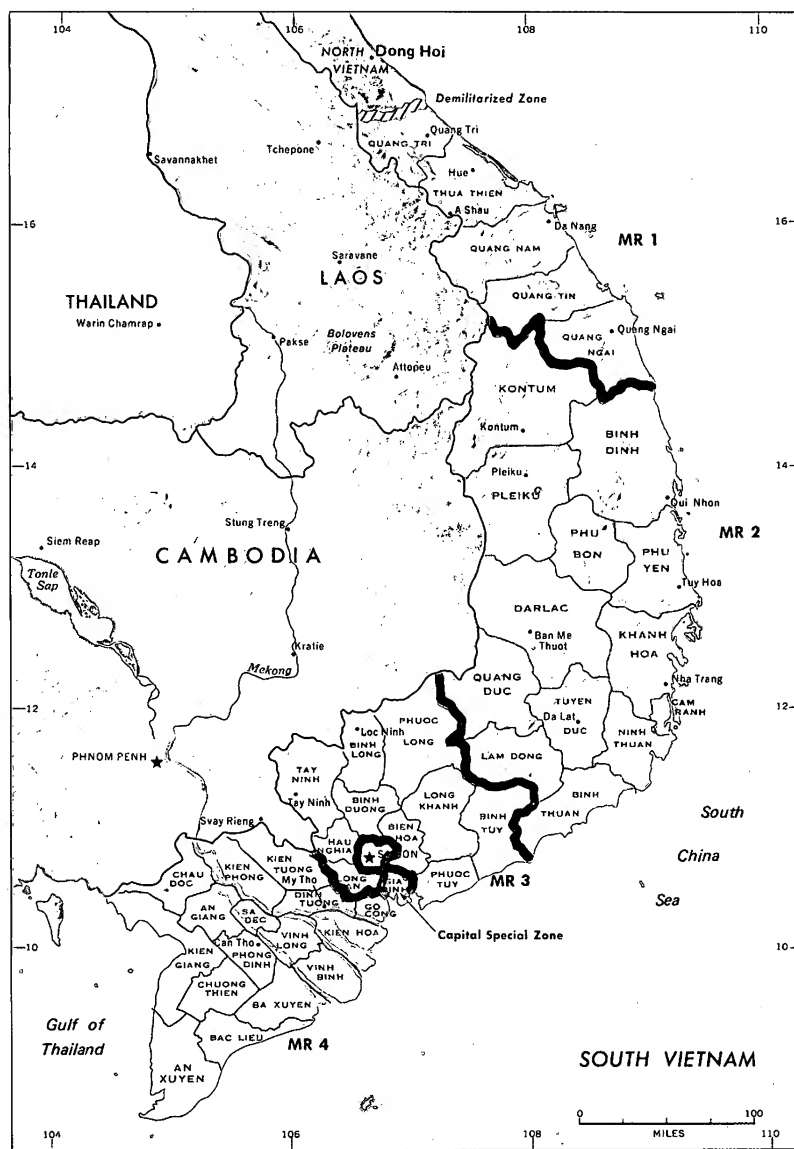 104
106
108
110
NORTH
VIETNAM
Dong Hoi
Demilitarized Zone
Quang Tri
QUANG TRI
Tchepone
Savannakhet
Hue
THUA THIEN
A Shau
16
16
Da Nang
MR 1
QUANG NAM
Saravane
LAOS
THAILAND
Warin Chamrap
QUANG TIN
Quang Ngai
QUANG
NGAI
Pakse
Bolovens
Plateau
Attopeu
KONTUM
Kontum
BINH
DINH
14
14
Pleiku
PLEIKU
Qui Nhon
MR 2
Stung Treng
Siem Reap
CAMBODIA
PHU
BON
PHU
YEN
Tonle
Sap
Tuy Hoa
DARLAC
Ban Me
Thuot
KHANH
HOA
Kratie
Mekong
QUANG
DUC
Nha Trang
12
12
CAM
RANH
TUYEN
DUC
Da Lat
NINH
THUAN
PHUOC
LONG
Loc Ninh
BINH
LONG
PHNOM PENH
LAM DONG
TAY
NINH
Tay Ninh
BINH
DUONG
LONG
KHANH
BINH
TUY
BINH
THUAN
South
China
Sea
Svay Rieng
HAU
NGHIA
BIEN
HOA
SAIGON
MR 3
PHUOC
TUY
CHAU
DOC
KIEN
PHONG
KIEN
TUONG
My Tho
LONG
AN
GIA
DINH
DINH
TUONG
GO
CONG
Capital Special Zone
AN
GIANG
SA
DEC
KIEN HOA
10
10
Can Tho
PHONG
DINH
VINH
LONG
KIEN
GIANG
VINH
BINH
CHUONG
THIEN
BA XUYEN
Gulf of
Thailand
BAC LIEU
MR 4
AN
XUYEN
SOUTH VIETNAM
0
100
MILES
104
106
108
110